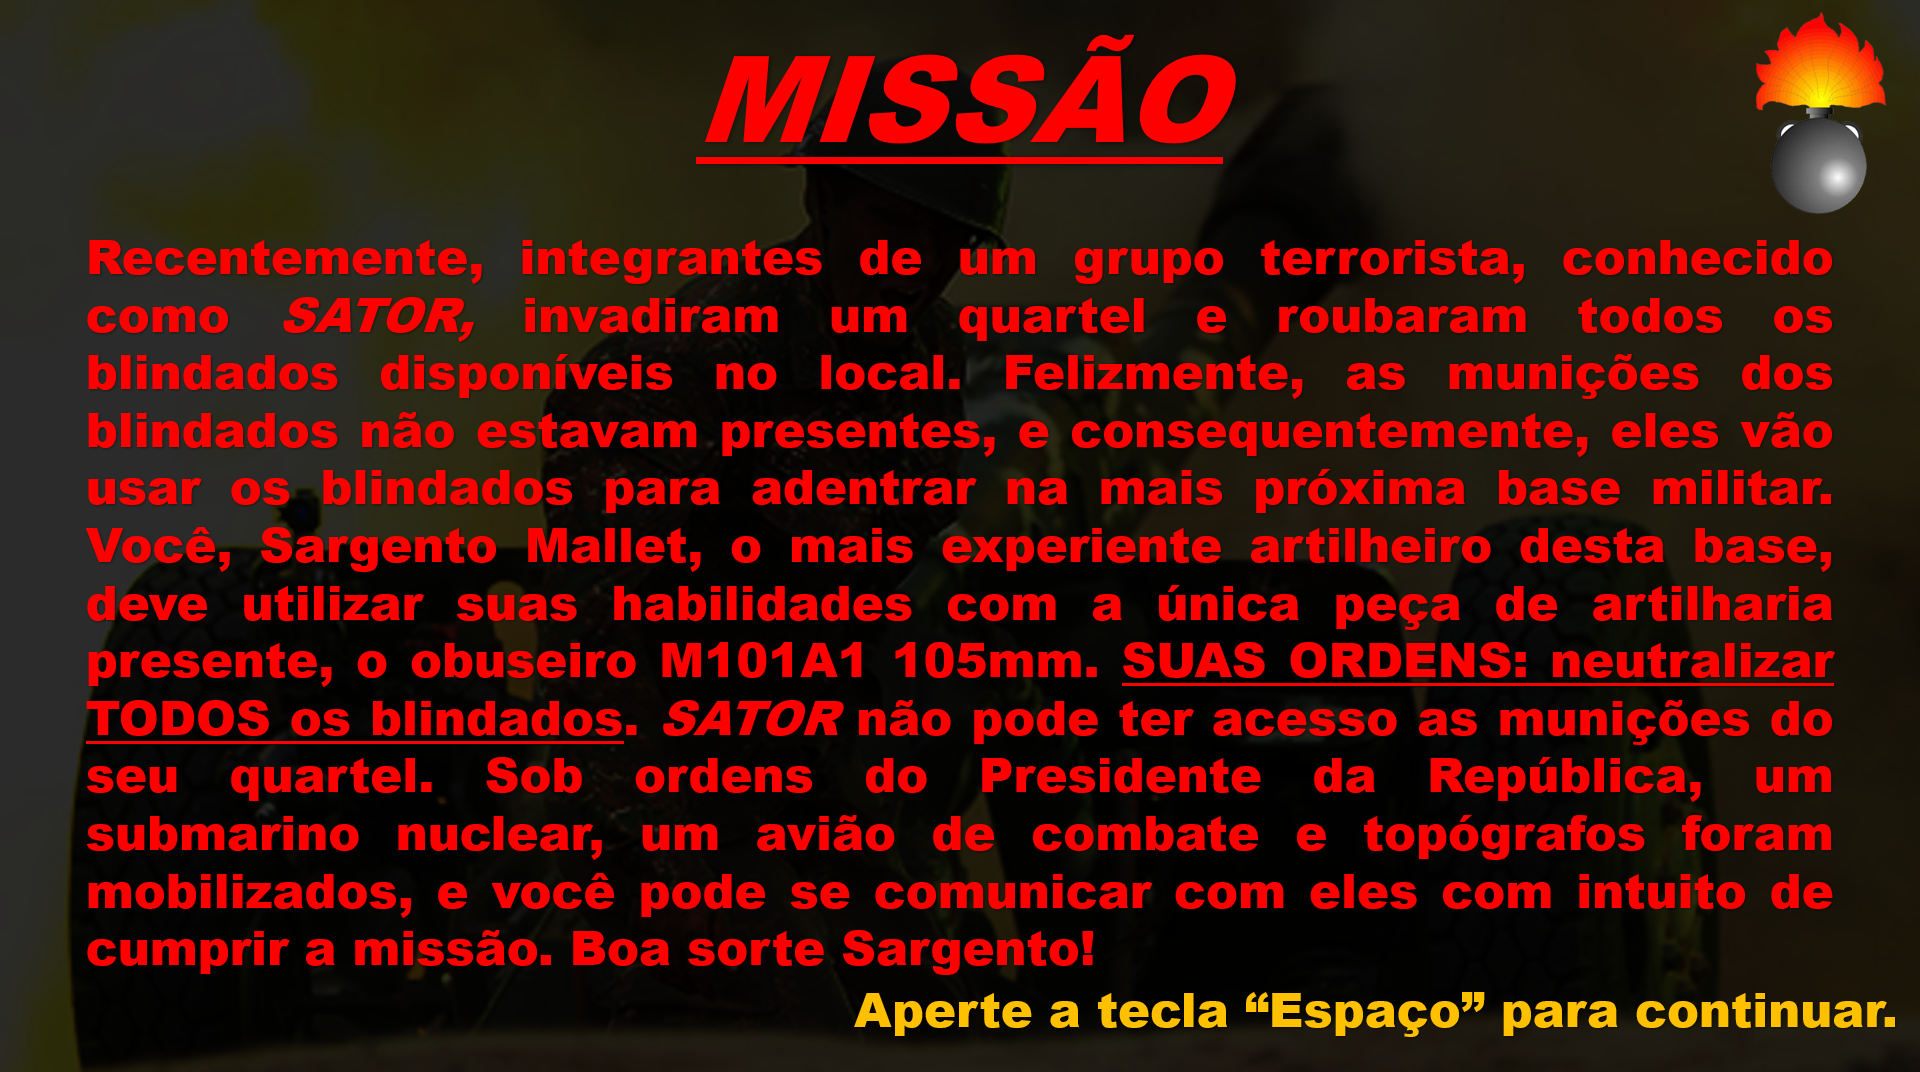 MISSÃO
Recentemente, integrantes de um grupo terrorista, conhecido
como SATOR, invadiram um quartel e roubaram todos os
blindados disponíveis no local. Felizmente, as munições dos
blindados não estavam presentes, e consequentemente, eles vão
usar os blindados para adentrar na mais próxima base militar.
Você, Sargento Mallet, o mais experiente artilheiro desta base,
deve utilizar suas habilidades com a única peça de artilharia
presente, o obuseiro M101A1 105mm. SUAS ORDENS: neutralizar
TODOS os blindados. SATOR não pode ter acesso as munições do
seu quartel. Sob ordens do Presidente da República, um
submarino nuclear, um avião de combate e topógrafos foram
mobilizados, e você pode se comunicar com eles com intuito de
cumprir a missão. Boa sorte Sargento!
Aperte a tecla “Espaço” para continuar.